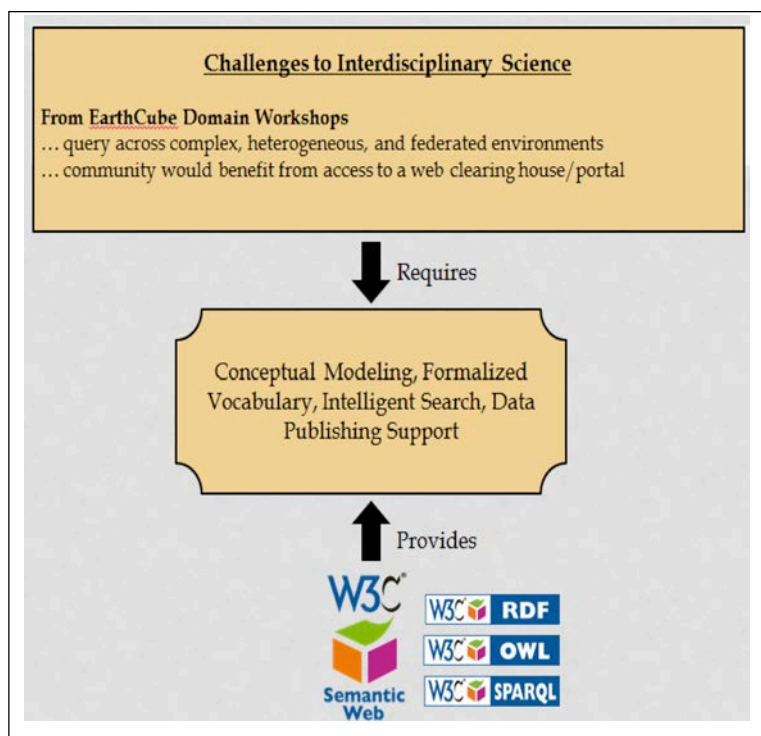 Challenges to Interdisciplinary Science
From EarthCube Domain Workshops
… query across complex, heterogeneous, and federated environments
… community would benefit from access to a web clearing house/portal
Requires
Conceptual Modeling, Formalized
Vocabulary, Intelligent Search, Data
Publishing Support
Provides
W3C®
Semantic
Web
W3C RDF
W3C OWL
W3C SPARQL